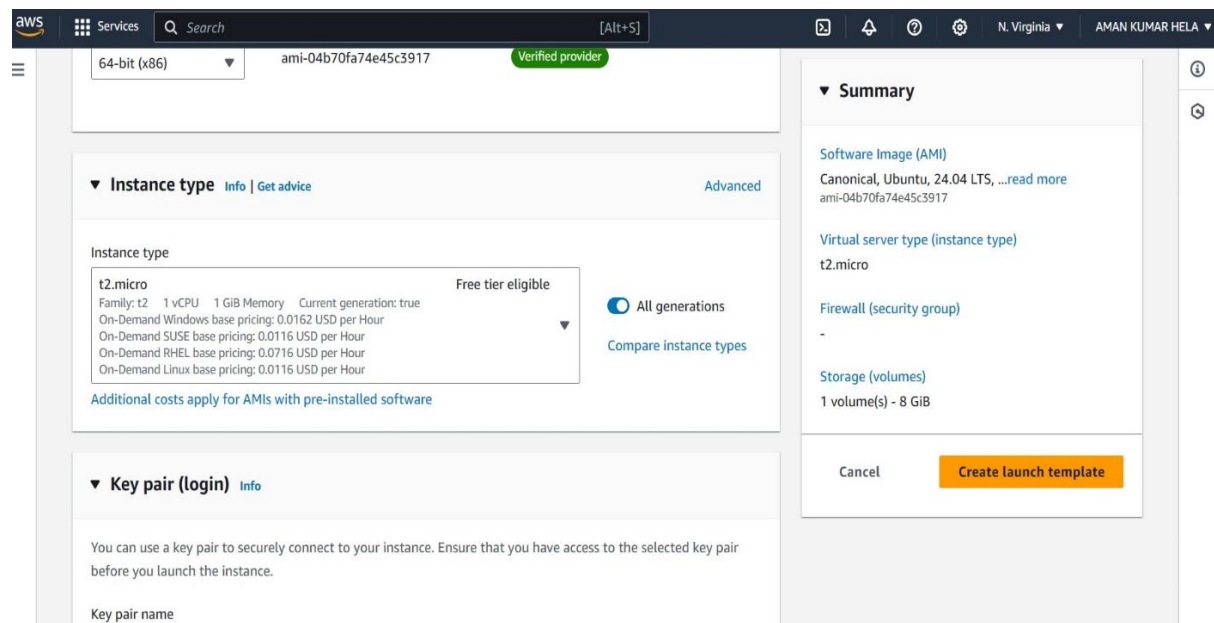 aws Services Search [Alt+S] N. Virginia AMAN KUMAR HELA
64-bit (x86) ami-04b70fa74e45c3917 Verified provider
Instance type Info | Get advice Advanced
Instance type
t2.micro Free tier eligible
Family: t2 1 vCPU 1 GiB Memory Current generation: true
On-Demand Windows base pricing: 0.0162 USD per Hour
On-Demand SUSE base pricing: 0.0116 USD per Hour
On-Demand RHEL base pricing: 0.0716 USD per Hour
On-Demand Linux base pricing: 0.0116 USD per Hour
All generations
Compare instance types
Additional costs apply for AMIs with pre-installed software
Key pair (login) Info
You can use a key pair to securely connect to your instance. Ensure that you have access to the selected key pair
before you launch the instance.
Key pair name
Summary
Software Image (AMI)
Canonical, Ubuntu, 24.04 LTS, ...read more
ami-04b70fa74e45c3917
Virtual server type (instance type)
t2.micro
Firewall (security group)
-
Storage (volumes)
1 volume(s) - 8 GiB
Cancel Create launch template